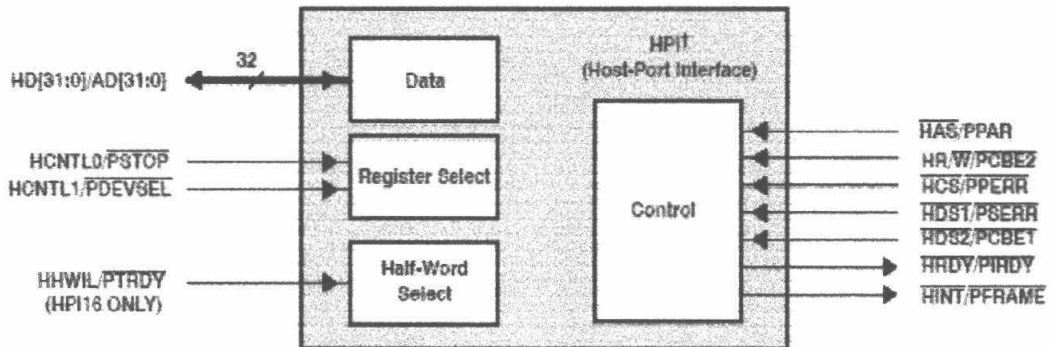 32
HD[31:0]/AD[31:0]
Data
HPI†
(Host-Port Interface)
HCNTL0/PSTOP
HCNTL1/PDEVSEL
Register Select
HHWIL/PTRDY
(HPI16 ONLY)
Half-Word
Select
Control
HAS/PPAR
HR/W/PCBE2
HCS/PPERR
HDS1/PSERR
HDS2/PCBE1
HRDY/PIRDY
HINT/PFRAME